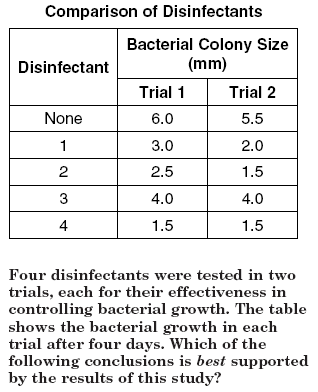 Comparison of Disinfectants
Disinfectant
Bacterial Colony Size
(mm)
Trial 1 Trial 2
None 6.0 5.5
1 3.0 2.0
2 2.5 1.5
3 4.0 4.0
4 1.5 1.5
Four disinfectants were tested in two
trials, each for their effectiveness in
controlling bacterial growth. The table
shows the bacterial growth in each
trial after four days. Which of the
following conclusions is best supported
by the results of this study?